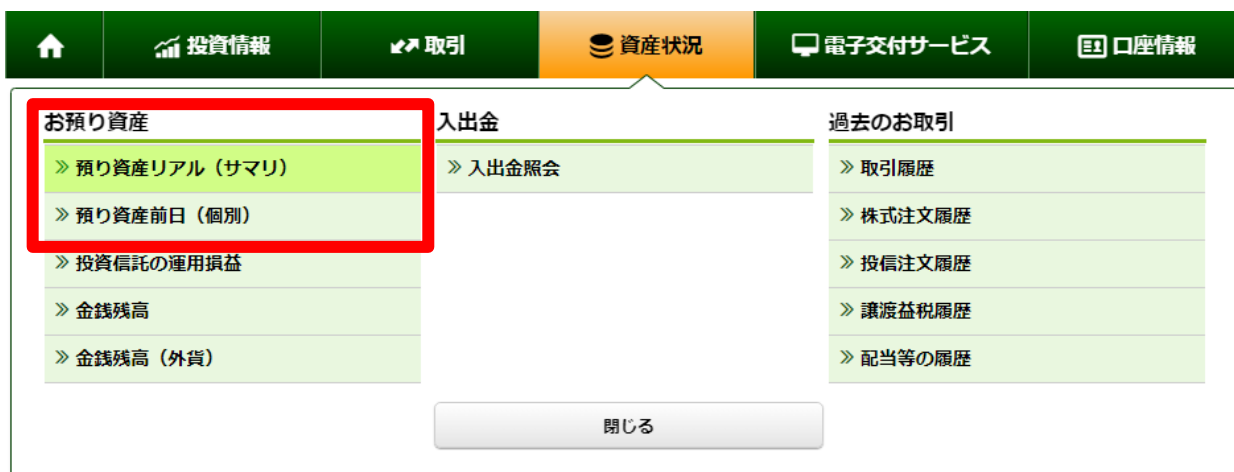 投資情報
取引
資産状況
電子交付サービス
口座情報
お預り資産
≫ 預り資産リアル（サマリ）
≫ 預り資産前日（個別）
≫ 投資信託の運用損益
≫ 金銭残高
≫ 金銭残高（外貨）
入出金
≫ 入出金照会
過去のお取引
≫ 取引履歴
≫ 株式注文履歴
≫ 投信注文履歴
≫ 譲渡益税履歴
≫ 配当等の履歴
閉じる